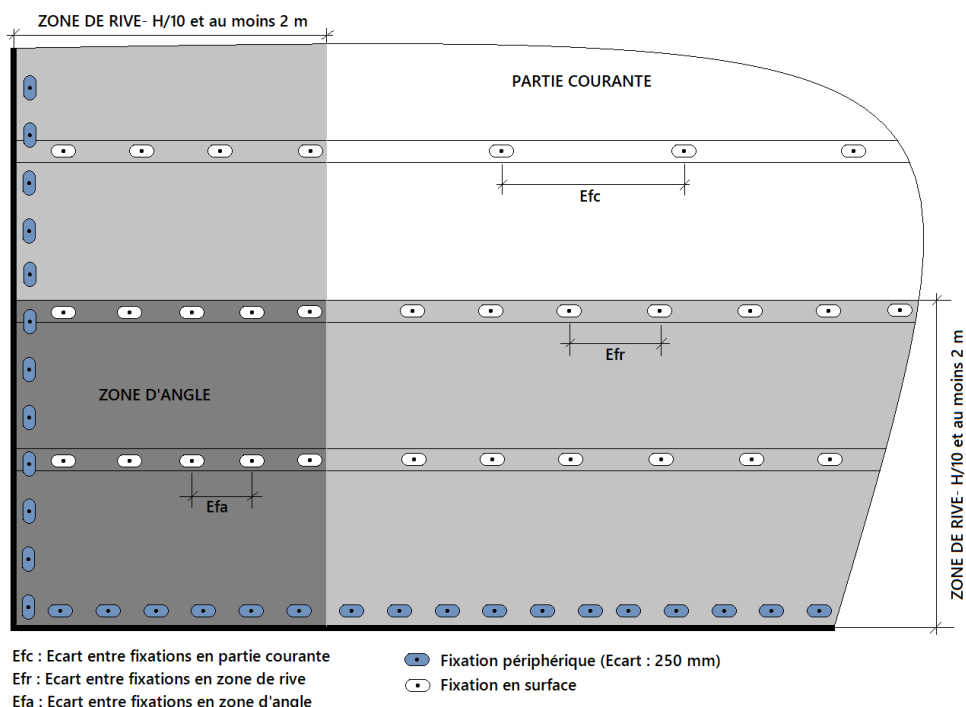 ZONE DE RIVE- H/10 et au moins 2 m
PARTIE COURANTE
Efc
Efr
ZONE D'ANGLE
Efa
ZONE DE RIVE- H/10 et au moins 2 m
Efc : Ecart entre fixations en partie courante
Efr : Ecart entre fixations en zone de rive
Efa : Ecart entre fixations en zone d'angle
Fixation périphérique (Ecart : 250 mm)
Fixation en surface